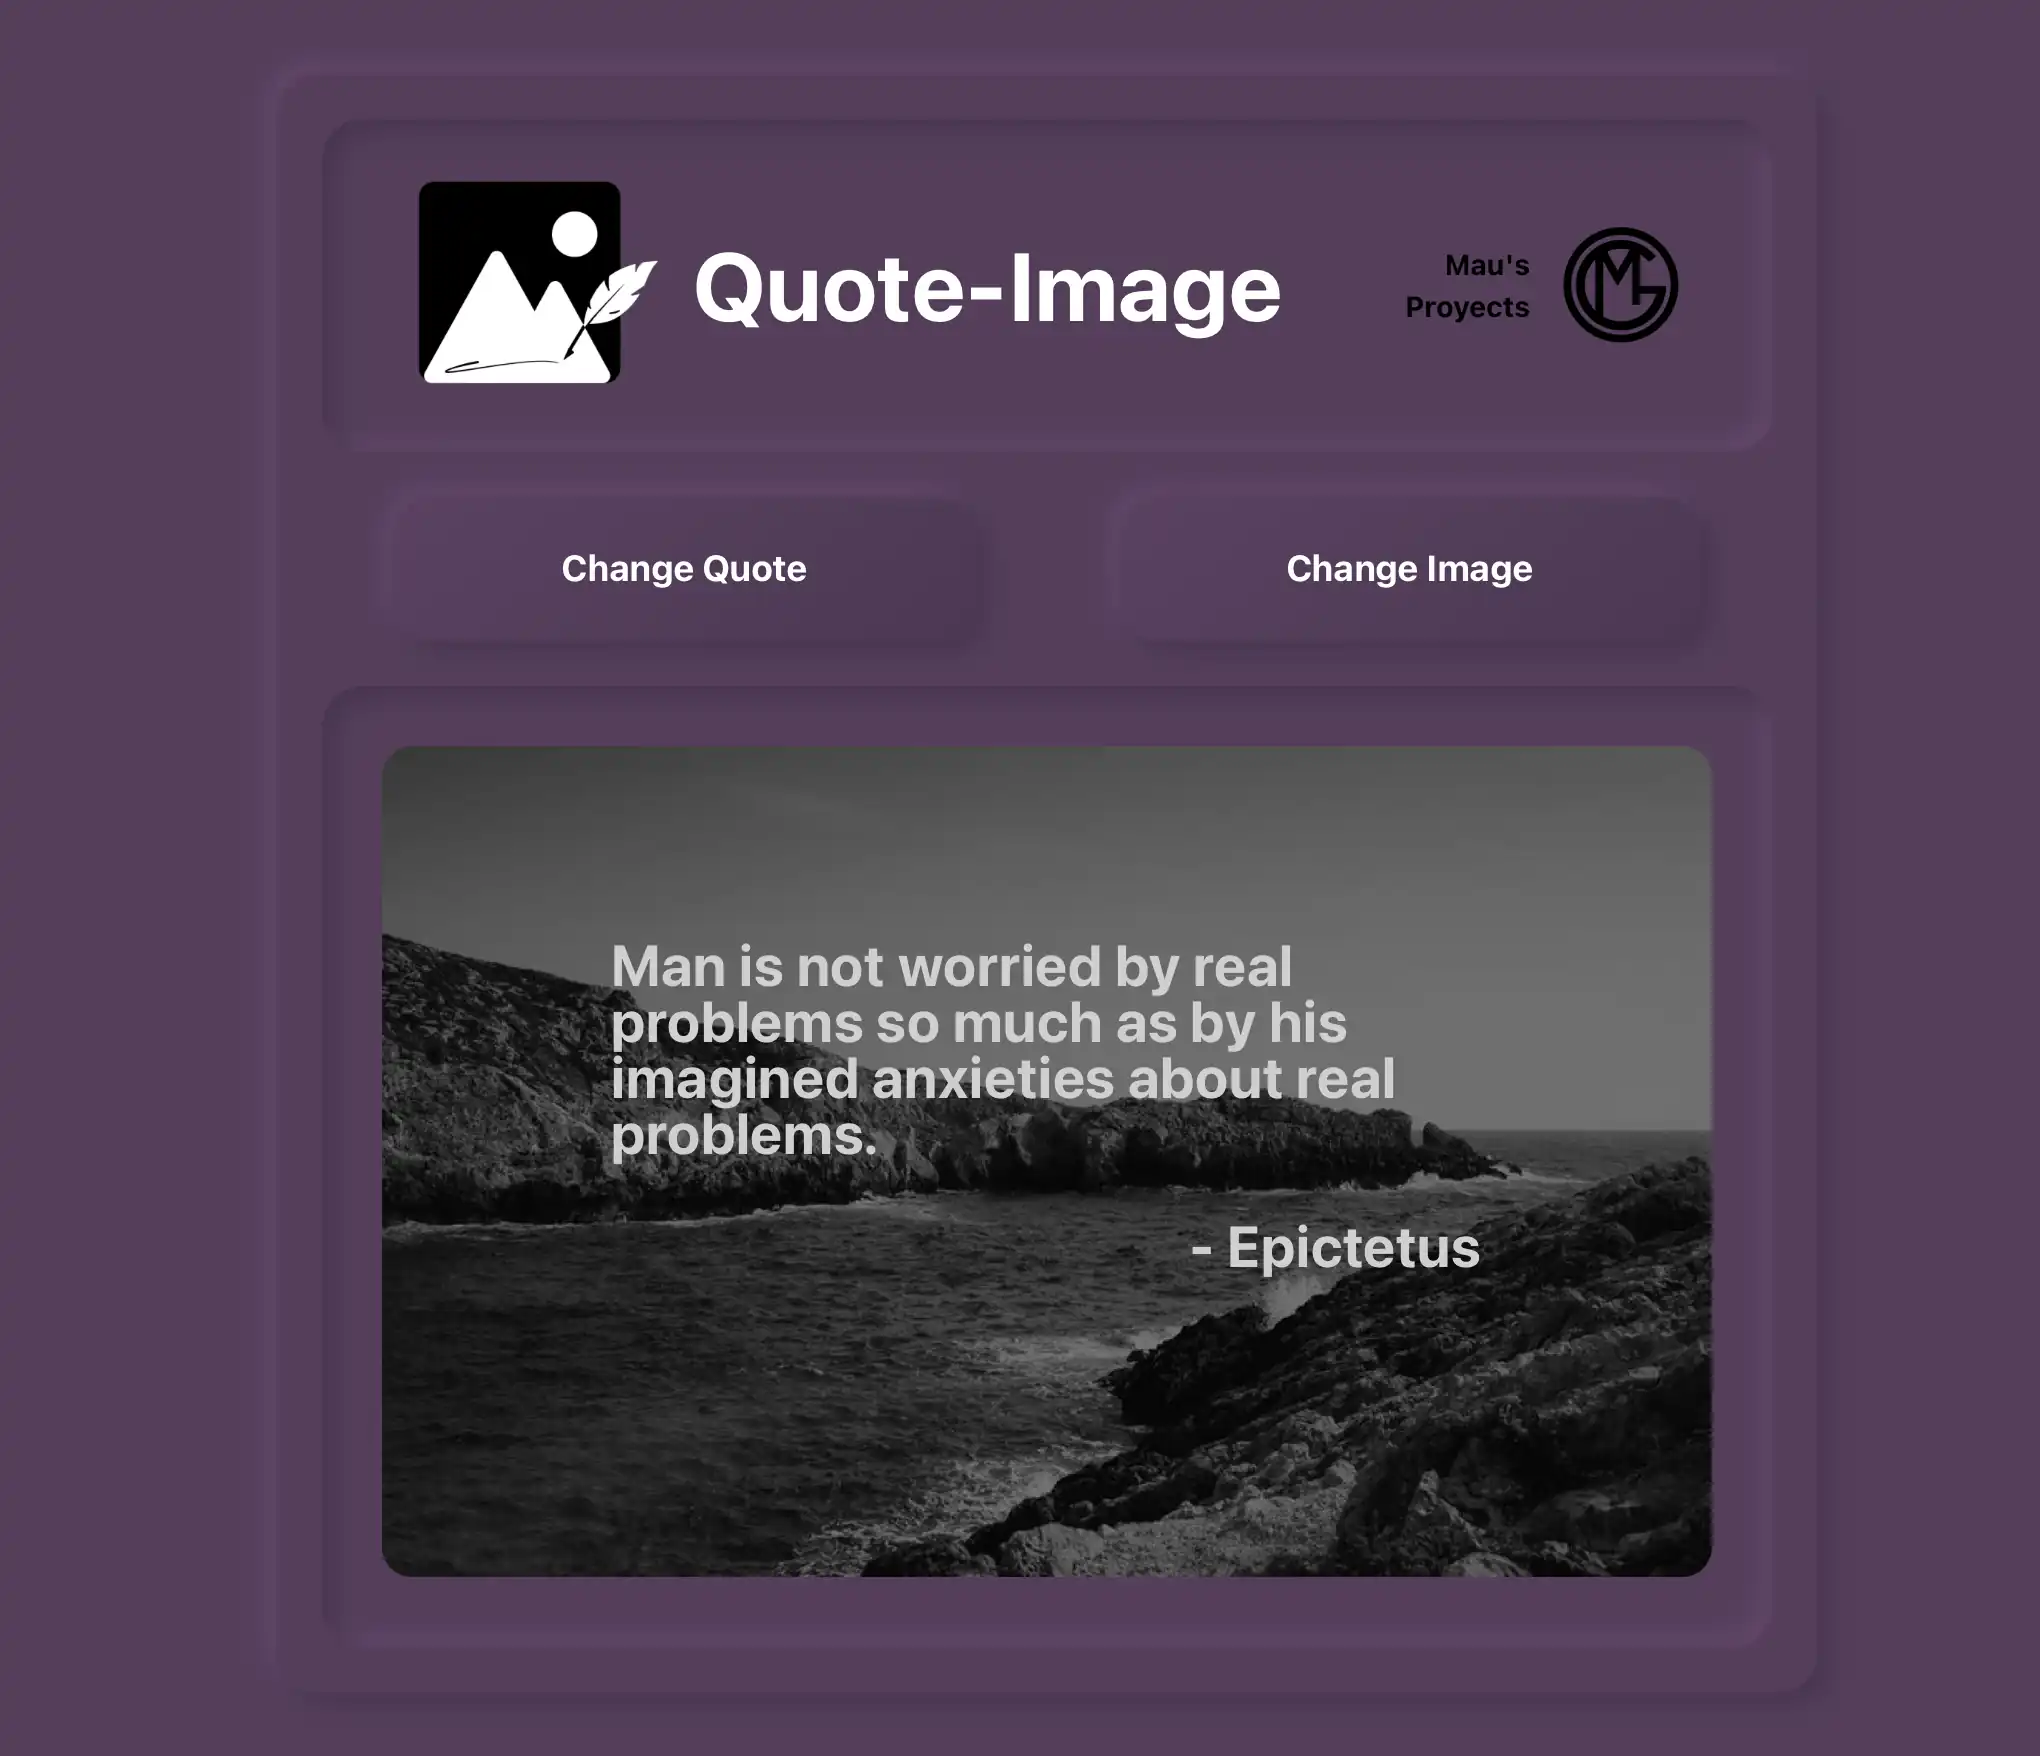 Quote-Image
Mau's
Proyects
MG
Change Quote
Change Image
Man is not worried by real
problems so much as by his
imagined anxieties about real
problems.
- Epictetus